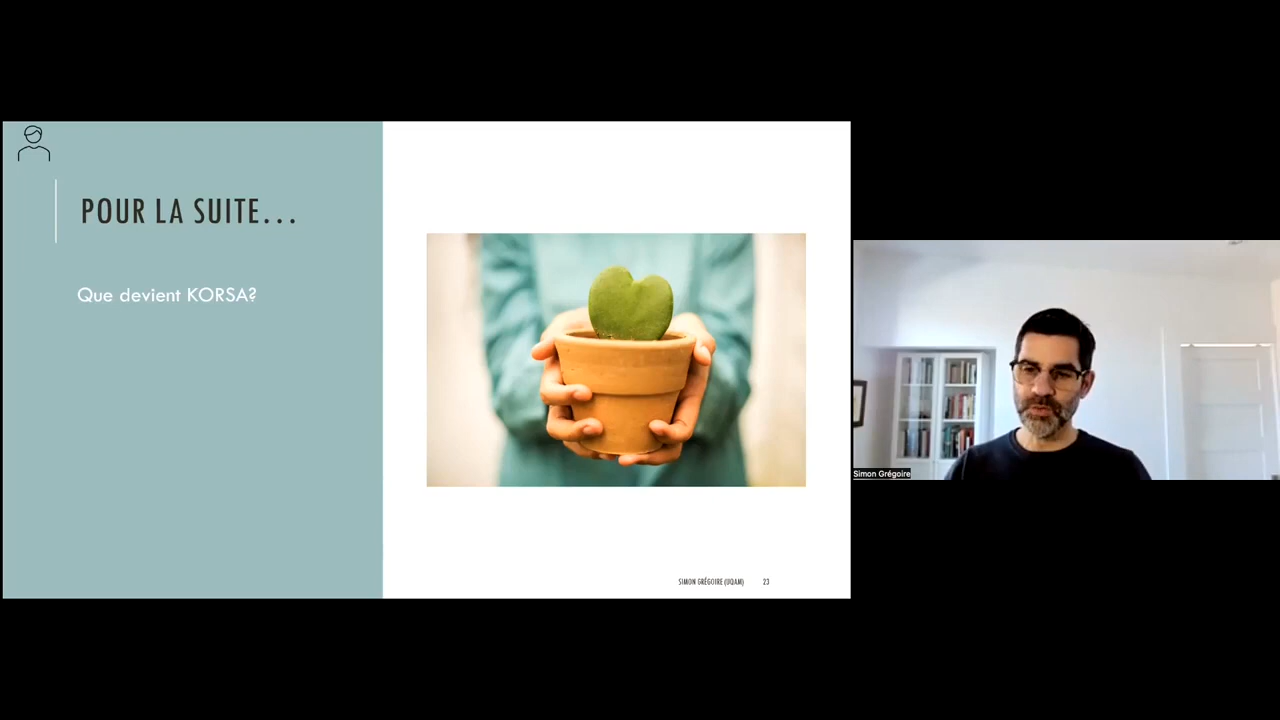 POUR LA SUITE...
Que devient KORSA?
SIMON GRÉGOIRE (UQAM) 23
Simon Grégoire